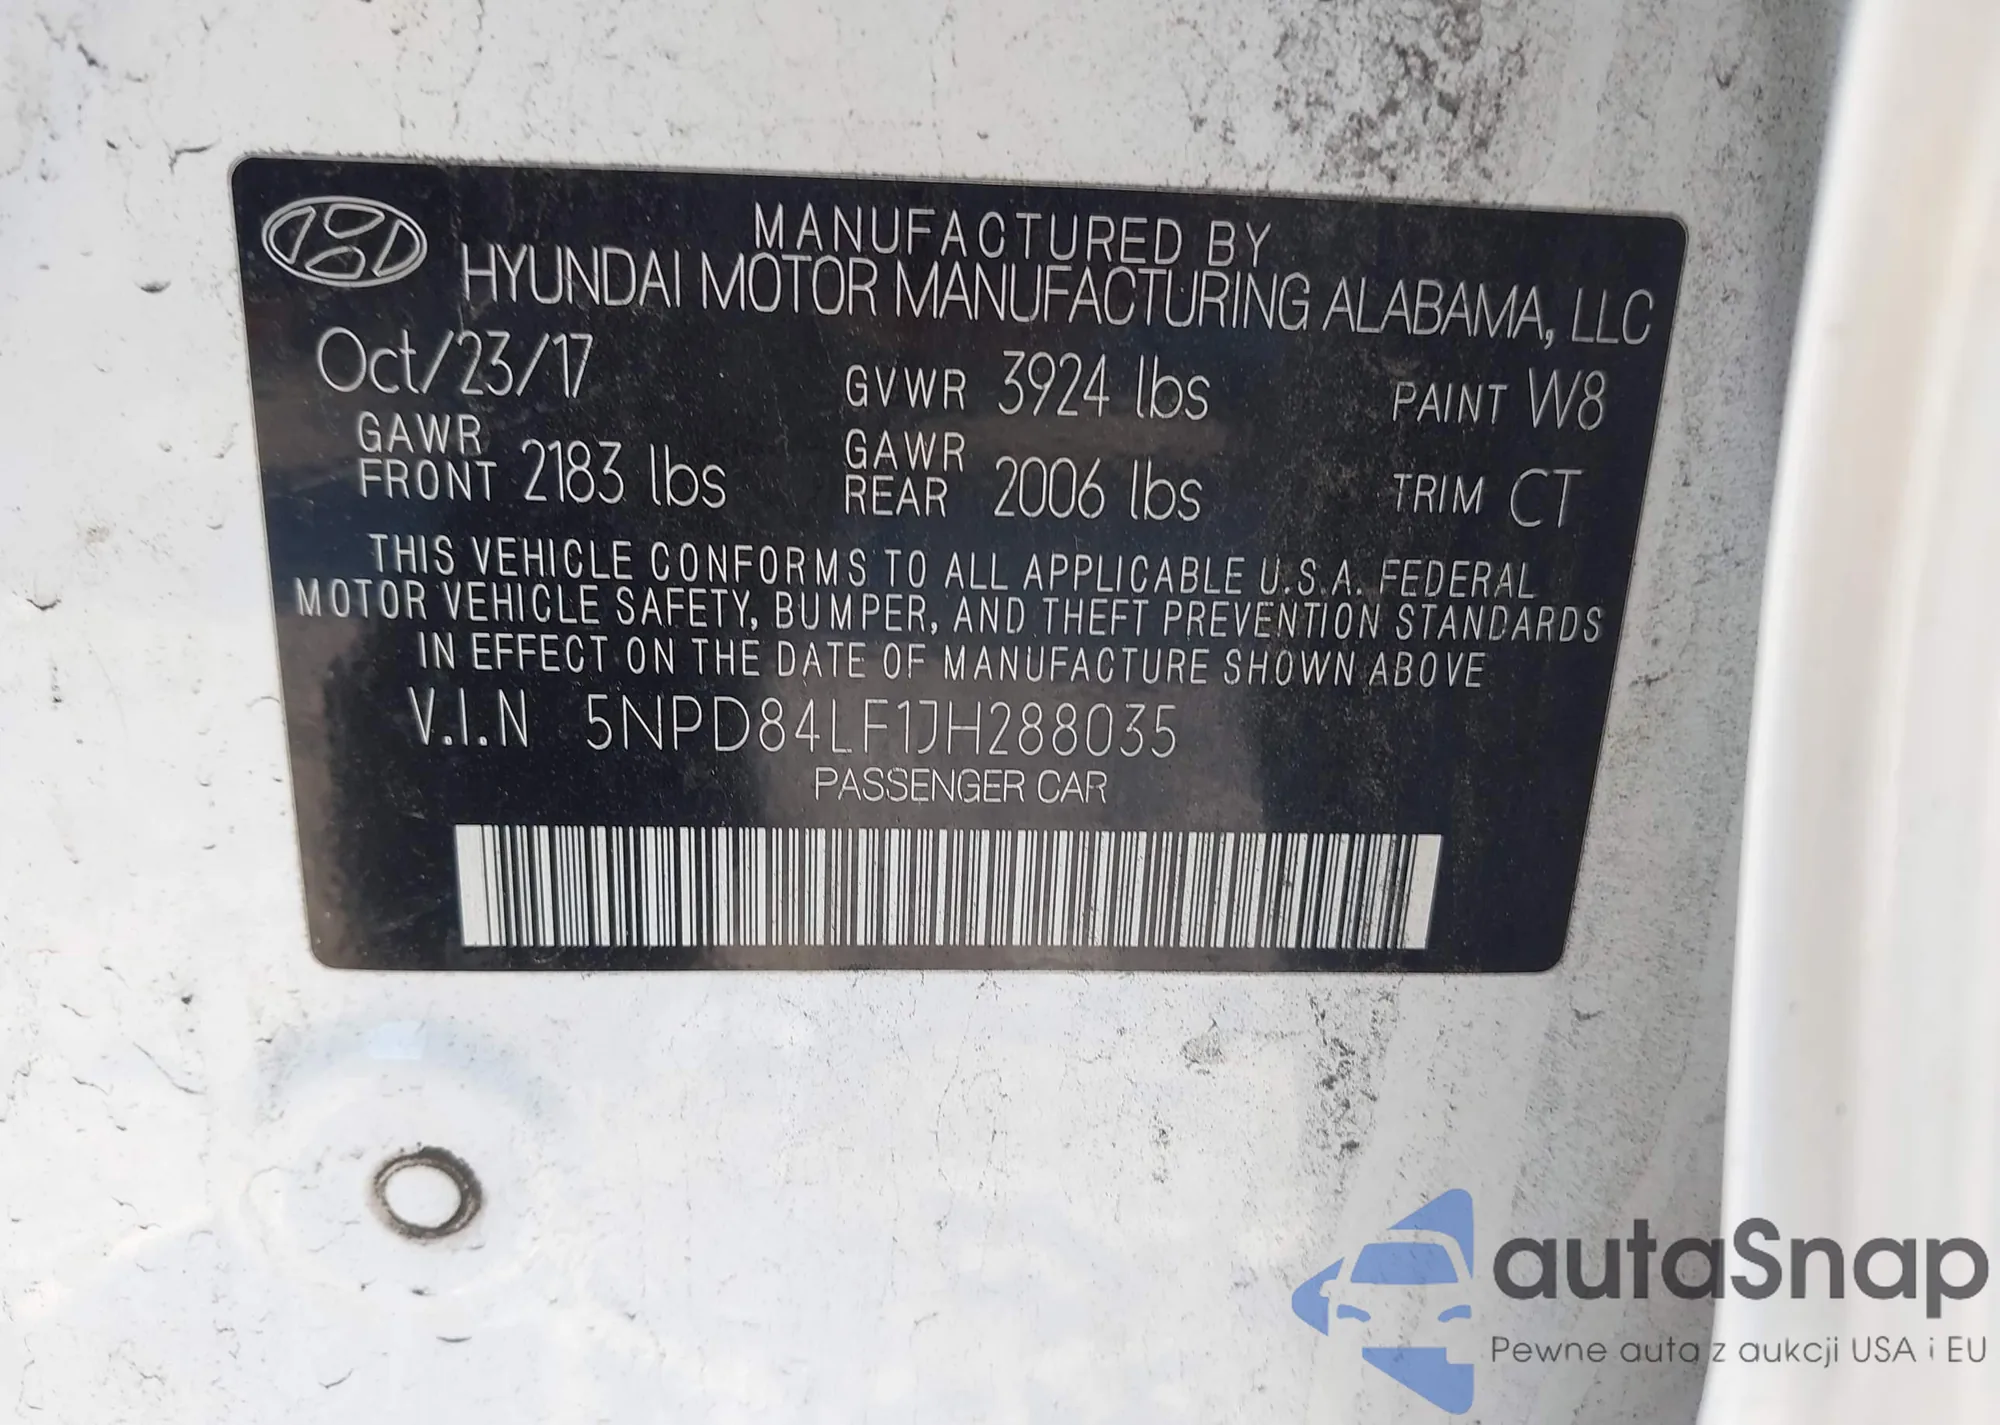 MANUFACTURED BY
HYUNDAI MOTOR MANUFACTURING ALABAMA, LLC
Oct/23/17 GVWR 3924 lbs PAINT W8
GAWR FRONT 2183 lbs GAWR REAR 2006 lbs TRIM CT
THIS VEHICLE CONFORMS TO ALL APPLICABLE U.S.A. FEDERAL
MOTOR VEHICLE SAFETY, BUMPER, AND THEFT PREVENTION STANDARDS
IN EFFECT ON THE DATE OF MANUFACTURE SHOWN ABOVE
V.I.N 5NPD84LF1JH288035
PASSENGER CAR
autaSnap
Pewne auta z aukcji USA i EU